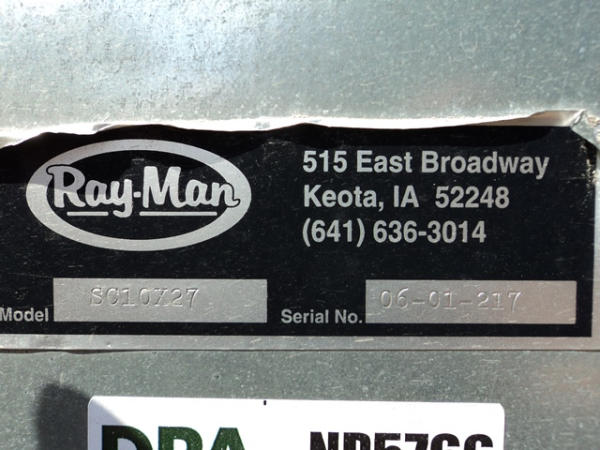 Ray-Man
515 East Broadway
Keota, IA 52248
(641) 636-3014
Model SC10X27
Serial No. 06-01-217